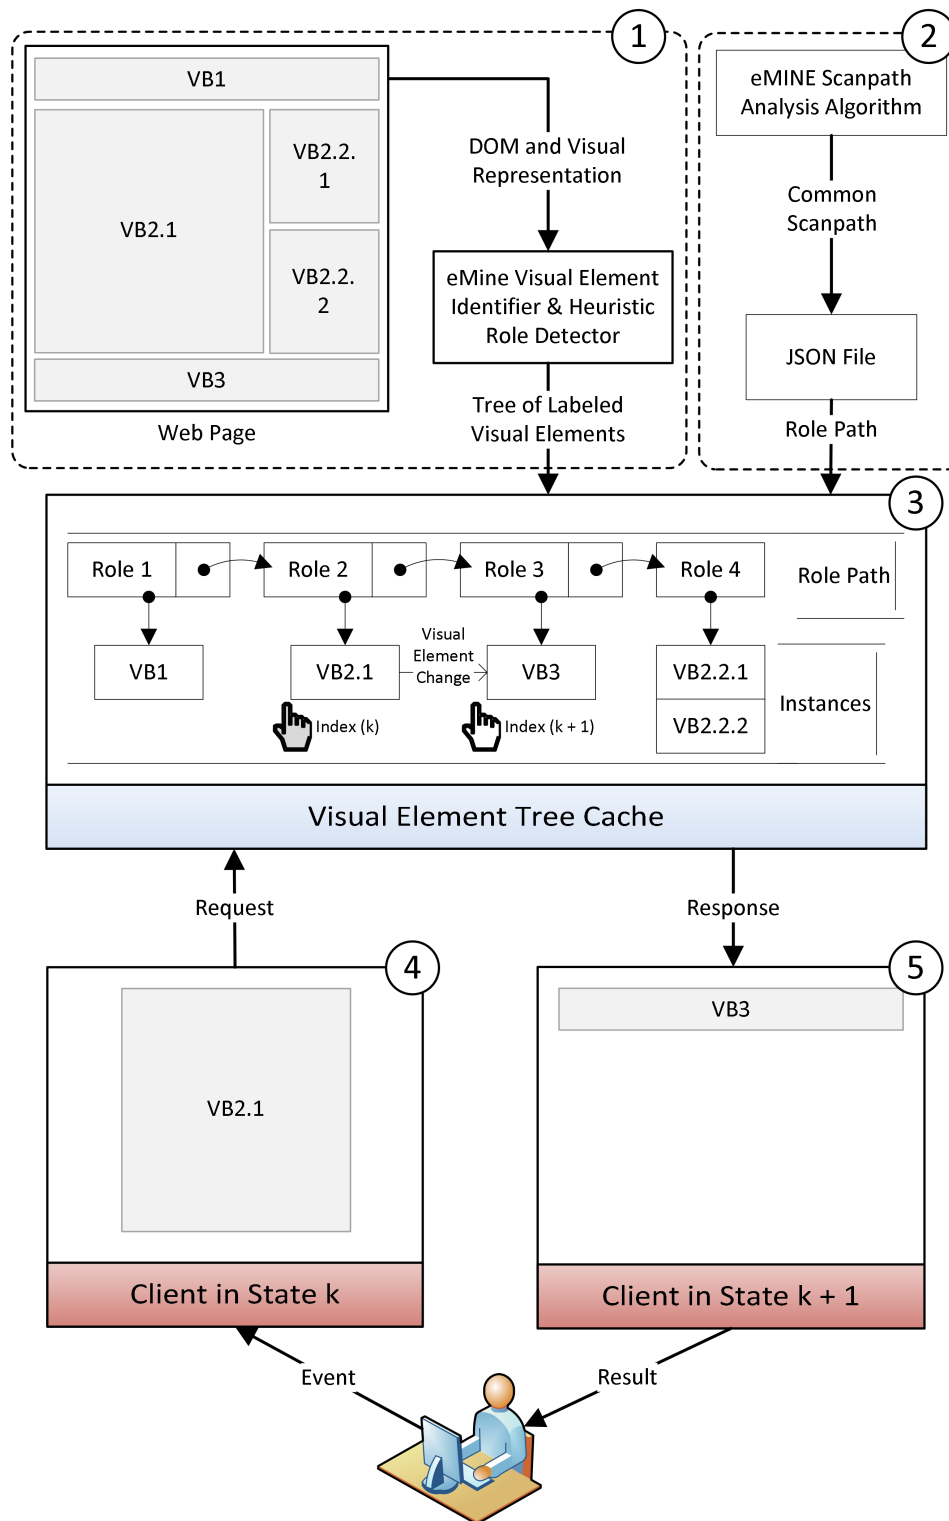 1
2
VB1
VB2.1
VB2.2.
1
VB2.2.
2
VB3
Web Page
DOM and Visual
Representation
eMine Visual Element
Identifier & Heuristic
Role Detector
Tree of Labeled
Visual Elements
eMINE Scanpath
Analysis Algorithm
Common
Scanpath
JSON File
Role Path
3
Role 1
Role 2
Role 3
Role 4
Role Path
VB1
VB2.1
Visual
Element
Change
VB3
VB2.2.1
VB2.2.2
Instances
Index (k)
Index (k + 1)
Visual Element Tree Cache
Request
Response
4
VB2.1
Client in State k
5
VB3
Client in State k + 1
Event
Result